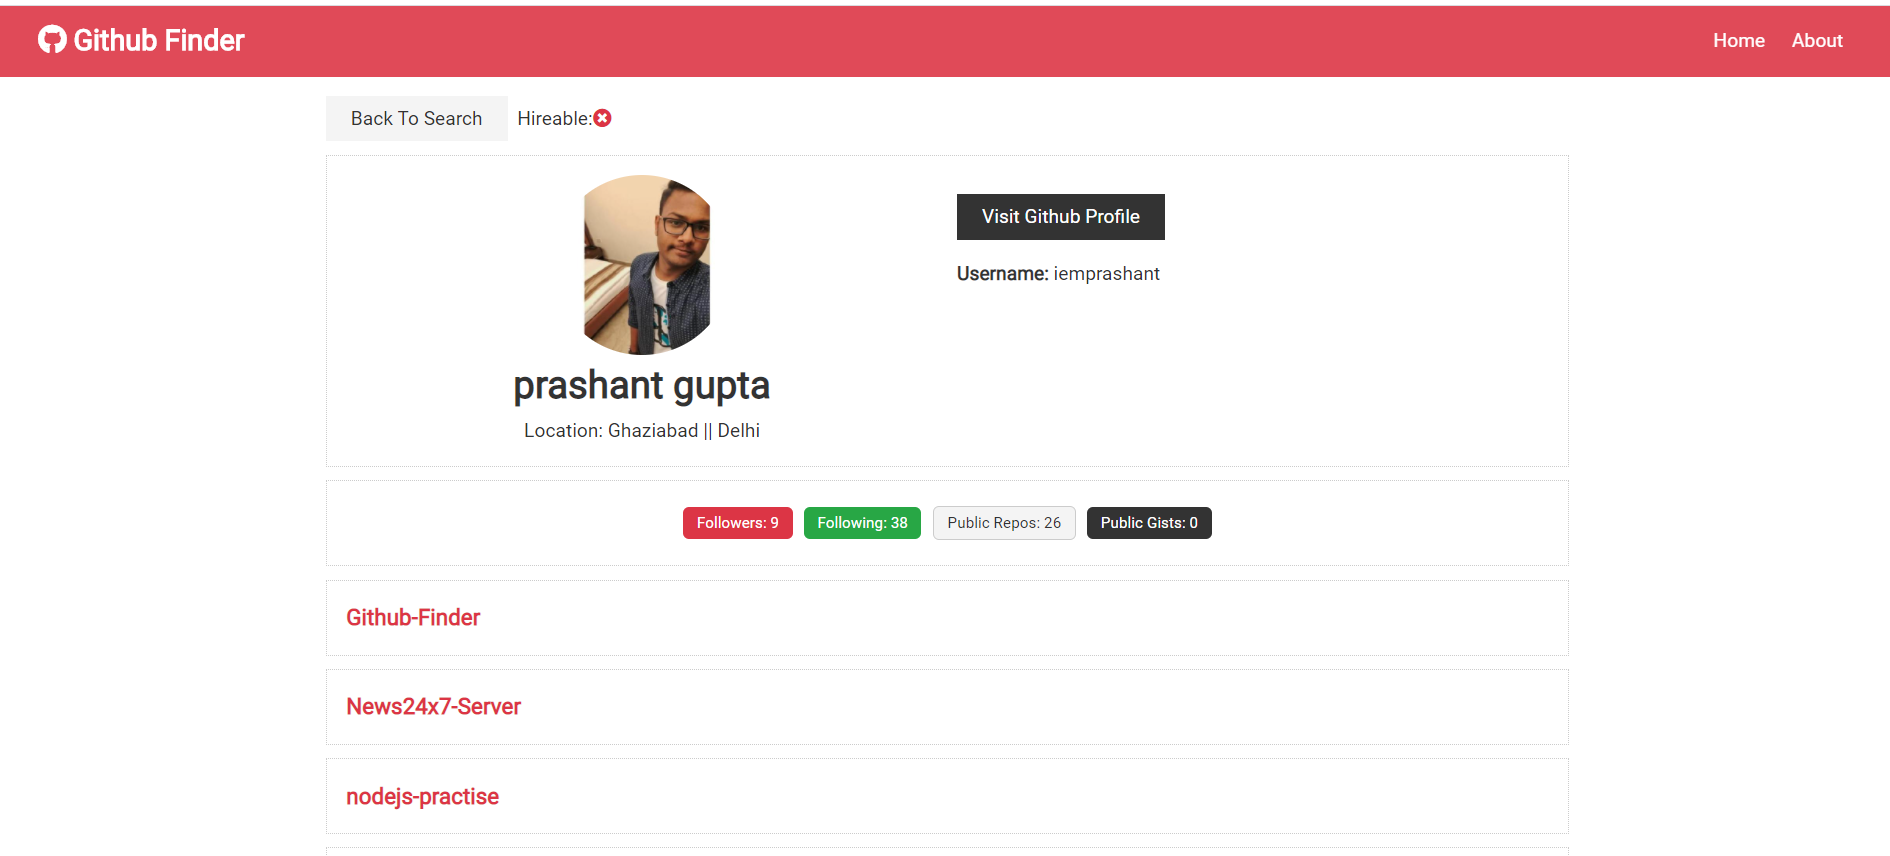 Github Finder
Home About
Back To Search Hireable:
Visit Github Profile
Username: iemprashant
prashant gupta
Location: Ghaziabad || Delhi
Followers: 9 Following: 38 Public Repos: 26 Public Gists: 0
Github-Finder
News24x7-Server
nodejs-practise